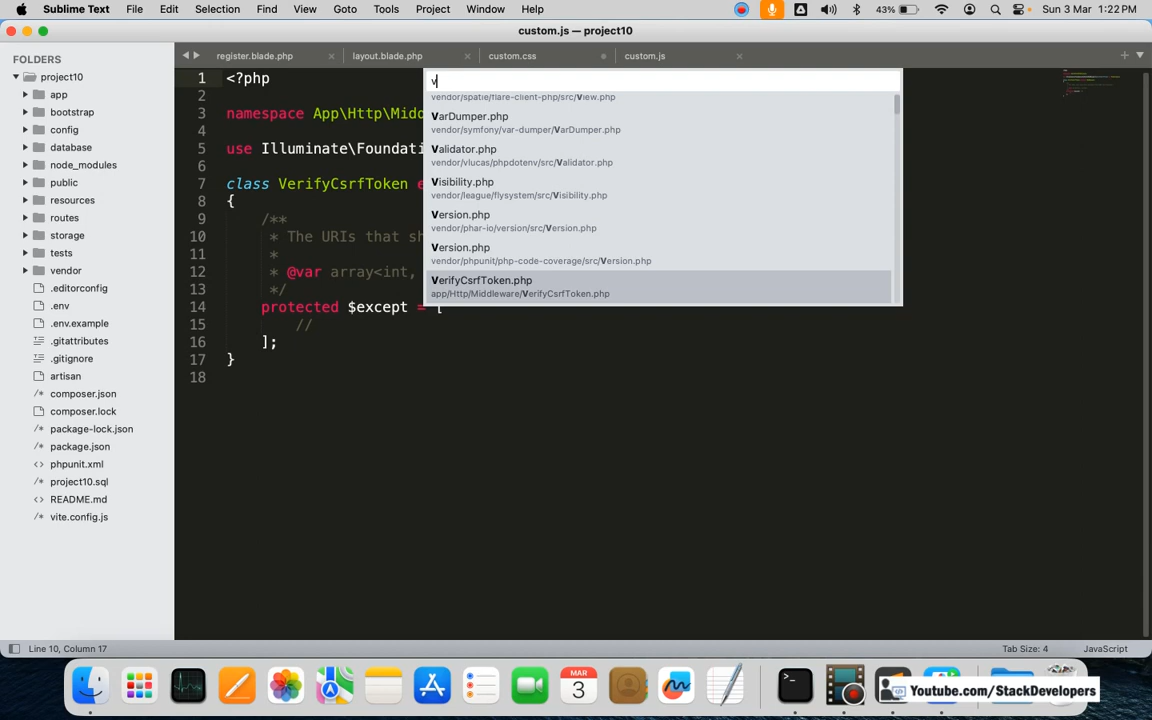 Sublime Text File Edit Selection Find View Goto Tools Project Window Help 43% Sun 3 Mar 1:22 PM
custom.js — project10
FOLDERS
project10
app
bootstrap
config
database
node_modules
public
resources
routes
storage
tests
vendor
.editorconfig
.env
.env.example
.gitattributes
.gitignore
artisan
composer.json
composer.lock
package-lock.json
package.json
phpunit.xml
project10.sql
README.md
vite.config.js
register.blade.php layout.blade.php custom.css custom.js
1 <?php
2
3 namespace App\Http\Midd
4
5 use Illuminate\Foundati
6
7 class VerifyCsrfToken e
8 {
9 /**
10 * The URIs that sh
11 *
12 * @var array<int,
13 */
14 protected $except = [
15 //
16 ];
17 }
18
v
vendor/spatie/flare-client-php/src/View.php
VarDumper.php
vendor/symfony/var-dumper/VarDumper.php
Validator.php
vendor/vlucas/phpdotenv/src/Validator.php
Visibility.php
vendor/league/flysystem/src/Visibility.php
Version.php
vendor/phar-io/version/src/Version.php
Version.php
vendor/phpunit/php-code-coverage/src/Version.php
VerifyCsrfToken.php
app/Http/Middleware/VerifyCsrfToken.php
Line 10, Column 17 Tab Size: 4 JavaScript
MAR
3
Youtube.com/StackDevelopers